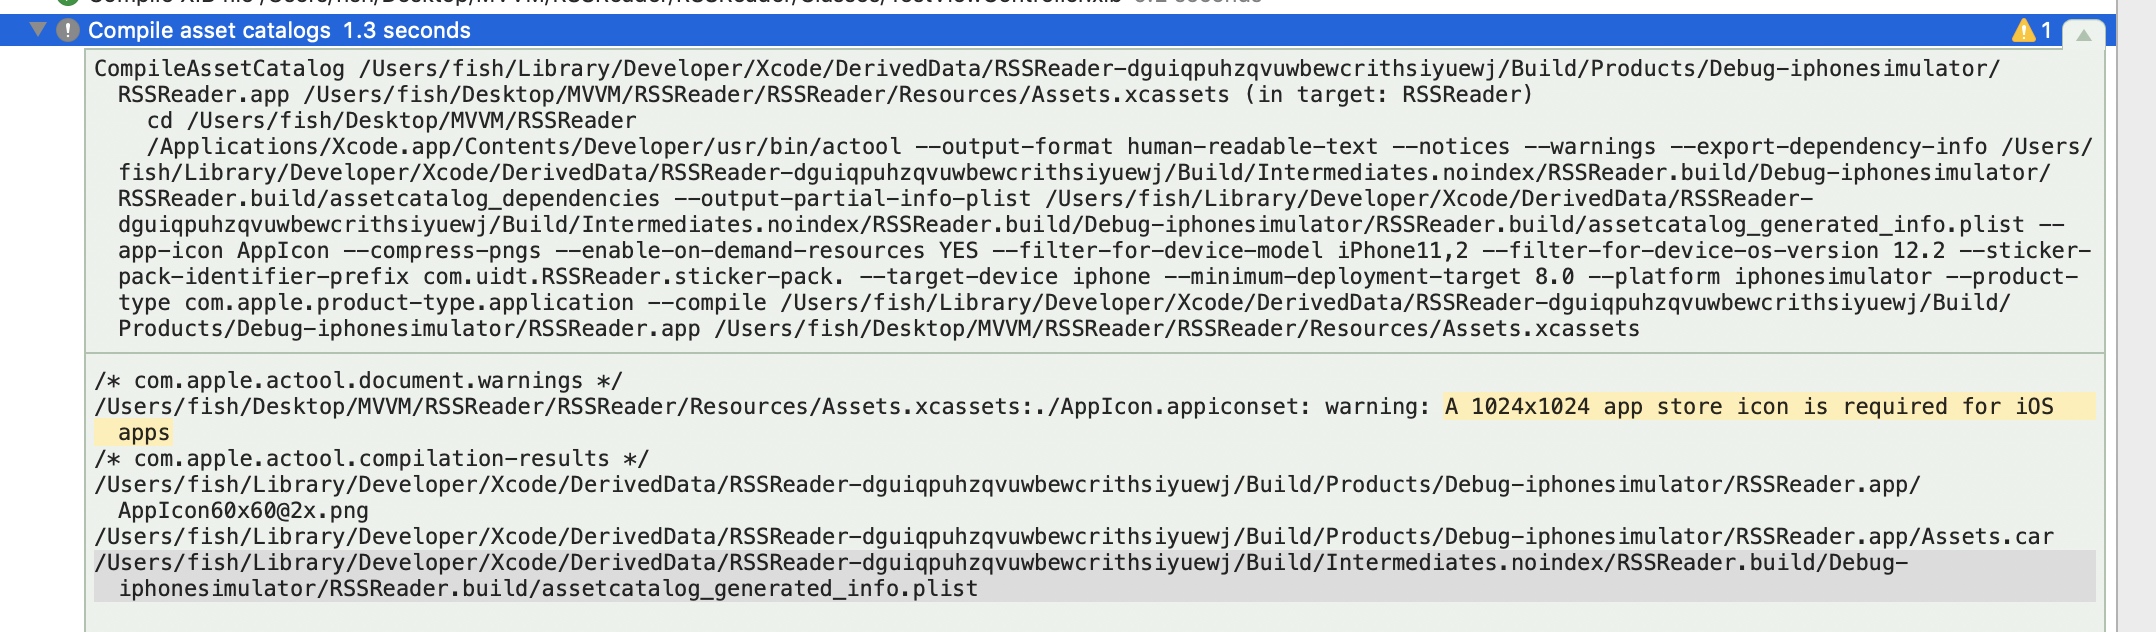 Compile asset catalogs 1.3 seconds 1
CompileAssetCatalog /Users/fish/Library/Developer/Xcode/DerivedData/RSSReader-dguiqpuhzqvuwbewcrithsiyuewj/Build/Products/Debug-iphonesimulator/
RSSReader.app /Users/fish/Desktop/MVVM/RSSReader/RSSReader/Resources/Assets.xcassets (in target: RSSReader)
cd /Users/fish/Desktop/MVVM/RSSReader
/Applications/Xcode.app/Contents/Developer/usr/bin/actool --output-format human-readable-text --notices --warnings --export-dependency-info /Users/
fish/Library/Developer/Xcode/DerivedData/RSSReader-dguiqpuhzqvuwbewcrithsiyuewj/Build/Intermediates.noindex/RSSReader.build/Debug-iphonesimulator/
RSSReader.build/assetcatalog_dependencies --output-partial-info-plist /Users/fish/Library/Developer/Xcode/DerivedData/RSSReader-
dguiqpuhzqvuwbewcrithsiyuewj/Build/Intermediates.noindex/RSSReader.build/Debug-iphonesimulator/RSSReader.build/assetcatalog_generated_info.plist --
app-icon AppIcon --compress-pngs --enable-on-demand-resources YES --filter-for-device-model iPhone11,2 --filter-for-device-os-version 12.2 --sticker-
pack-identifier-prefix com.uidt.RSSReader.sticker-pack. --target-device iphone --minimum-deployment-target 8.0 --platform iphonesimulator --product-
type com.apple.product-type.application --compile /Users/fish/Library/Developer/Xcode/DerivedData/RSSReader-dguiqpuhzqvuwbewcrithsiyuewj/Build/
Products/Debug-iphonesimulator/RSSReader.app /Users/fish/Desktop/MVVM/RSSReader/RSSReader/Resources/Assets.xcassets
/* com.apple.actool.document.warnings */
/Users/fish/Desktop/MVVM/RSSReader/RSSReader/Resources/Assets.xcassets:./AppIcon.appiconset: warning: A 1024x1024 app store icon is required for iOS
apps
/* com.apple.actool.compilation-results */
/Users/fish/Library/Developer/Xcode/DerivedData/RSSReader-dguiqpuhzqvuwbewcrithsiyuewj/Build/Products/Debug-iphonesimulator/RSSReader.app/
AppIcon60x60@2x.png
/Users/fish/Library/Developer/Xcode/DerivedData/RSSReader-dguiqpuhzqvuwbewcrithsiyuewj/Build/Products/Debug-iphonesimulator/RSSReader.app/Assets.car
/Users/fish/Library/Developer/Xcode/DerivedData/RSSReader-dguiqpuhzqvuwbewcrithsiyuewj/Build/Intermediates.noindex/RSSReader.build/Debug-
iphonesimulator/RSSReader.build/assetcatalog_generated_info.plist